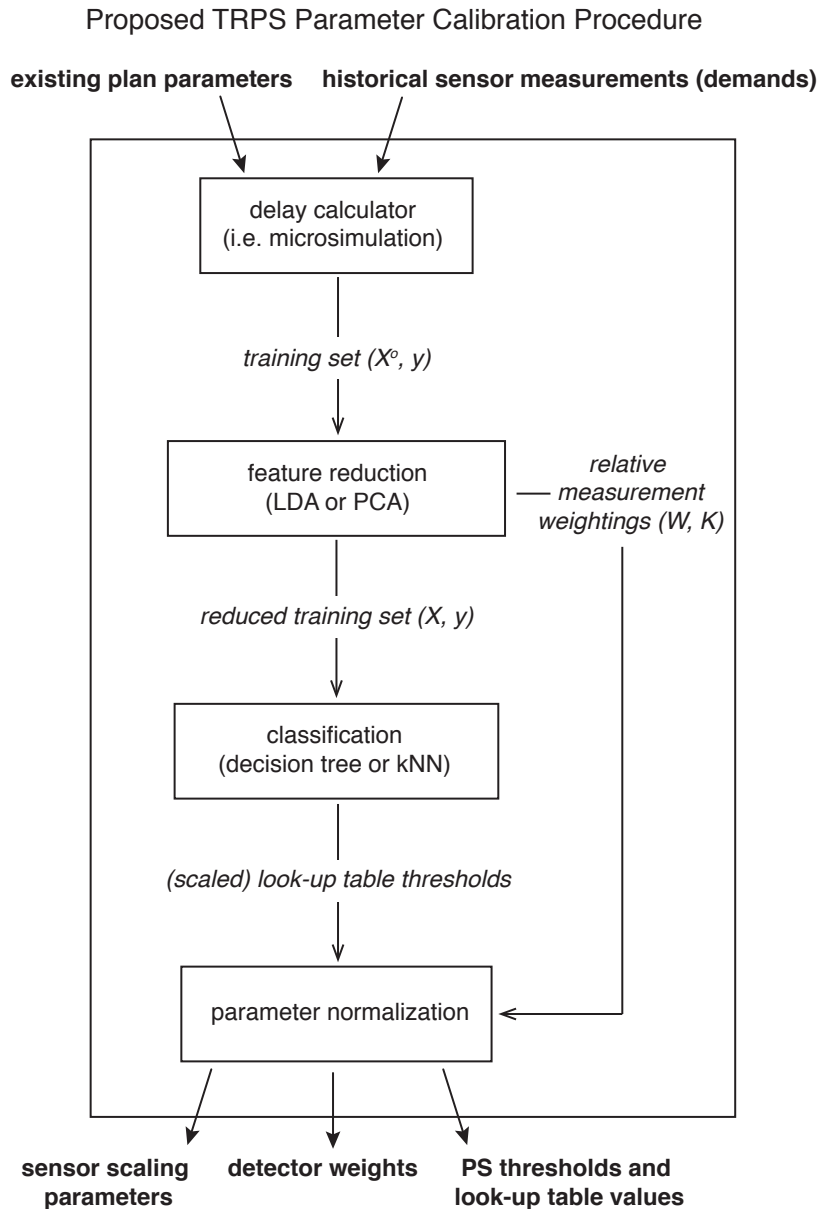 Proposed TRPS Parameter Calibration Procedure
existing plan parameters
historical sensor measurements (demands)
delay calculator
(i.e. microsimulation)
training set (Xº, y)
feature reduction
(LDA or PCA)
relative
measurement
weightings (W, K)
reduced training set (X, y)
classification
(decision tree or kNN)
(scaled) look-up table thresholds
parameter normalization
sensor scaling
parameters
detector weights
PS thresholds and
look-up table values